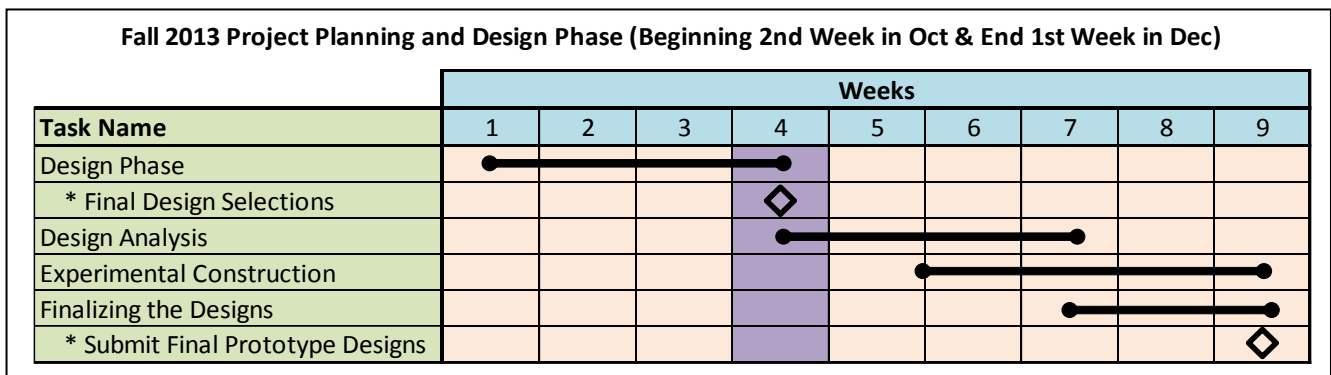 Fall 2013 Project Planning and Design Phase (Beginning 2nd Week in Oct & End 1st Week in Dec)
Weeks
Task Name 1 2 3 4 5 6 7 8 9
Design Phase
* Final Design Selections
Design Analysis
Experimental Construction
Finalizing the Designs
* Submit Final Prototype Designs